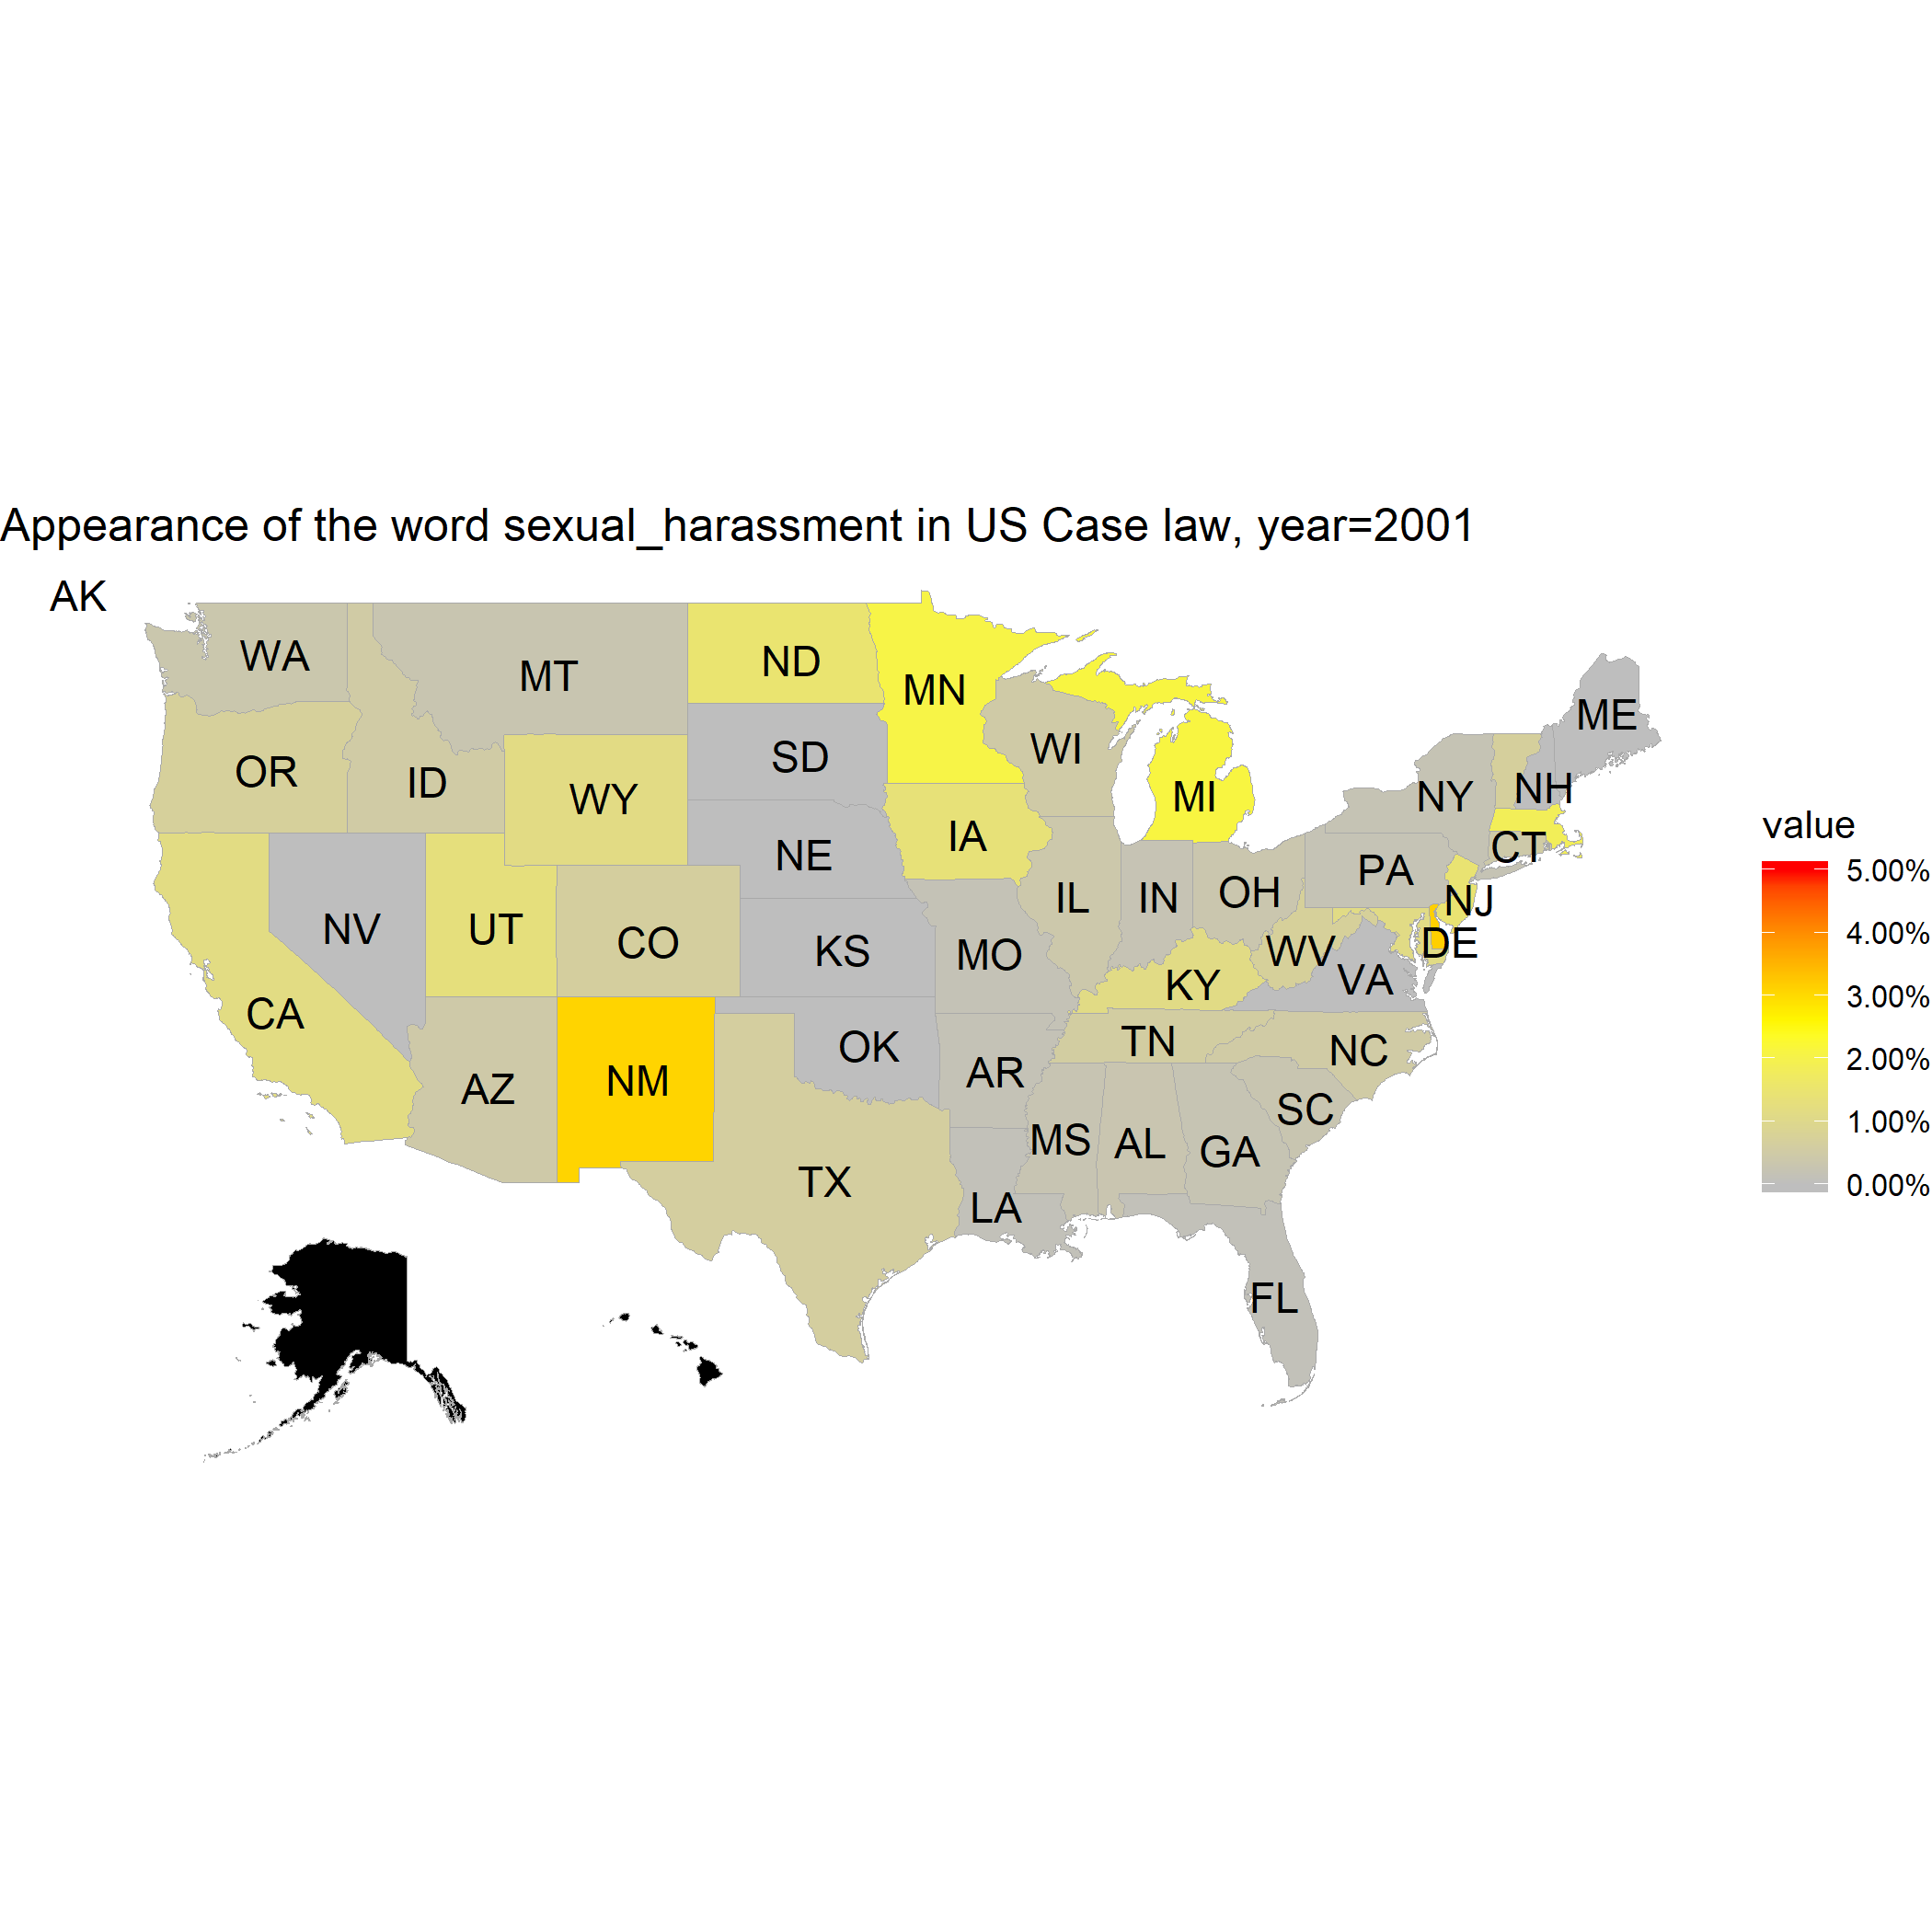 Appearance of the word sexual_harassment in US Case law, year=2001
AK
WA
MT
ND
MN
ME
OR
ID
WY
SD
WI
MI
NY
NH
IA
NE
CT
PA
NV
UT
CO
KS
MO
IL
IN
OH
NJ
WV
DE
VA
KY
CA
AZ
NM
OK
AR
TN
NC
TX
LA
MS
AL
GA
SC
FL
value
5.00%
4.00%
3.00%
2.00%
1.00%
0.00%